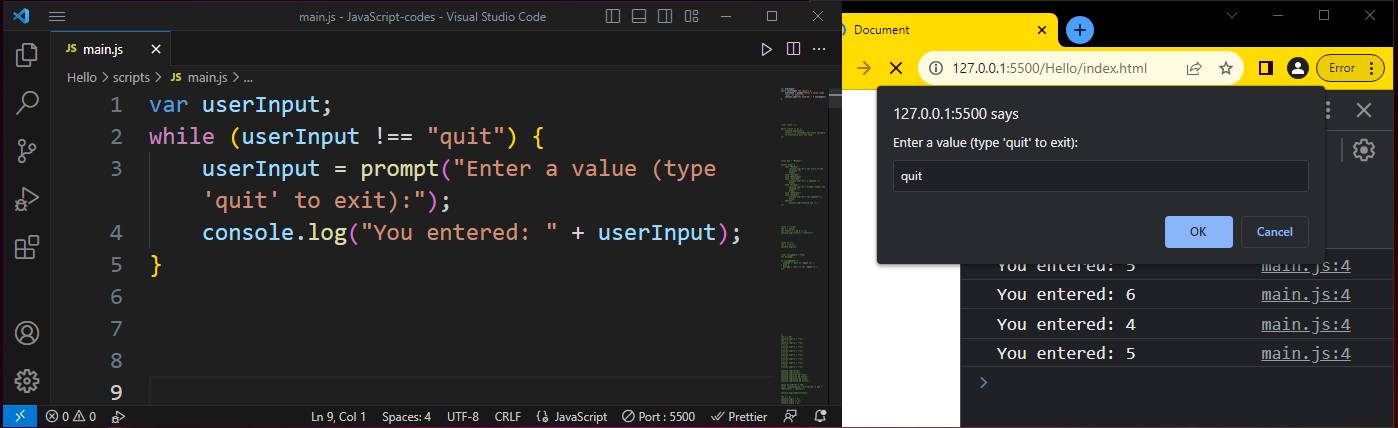 main.js - JavaScript-codes - Visual Studio Code
JS main.js
Hello > scripts > JS main.js > ...
1 var userInput;
2 while (userInput !== "quit") {
3 userInput = prompt("Enter a value (type
'quit' to exit):");
4 console.log("You entered: " + userInput);
5 }
6
7
8
9
0 0 Ln 9, Col 1 Spaces: 4 UTF-8 CRLF JavaScript Port : 5500 Prettier
Document
127.0.0.1:5500/Hello/index.html Error
127.0.0.1:5500 says
Enter a value (type 'quit' to exit):
quit
OK Cancel
You entered: 5 main.js:4
You entered: 6 main.js:4
You entered: 4 main.js:4
You entered: 5 main.js:4
>